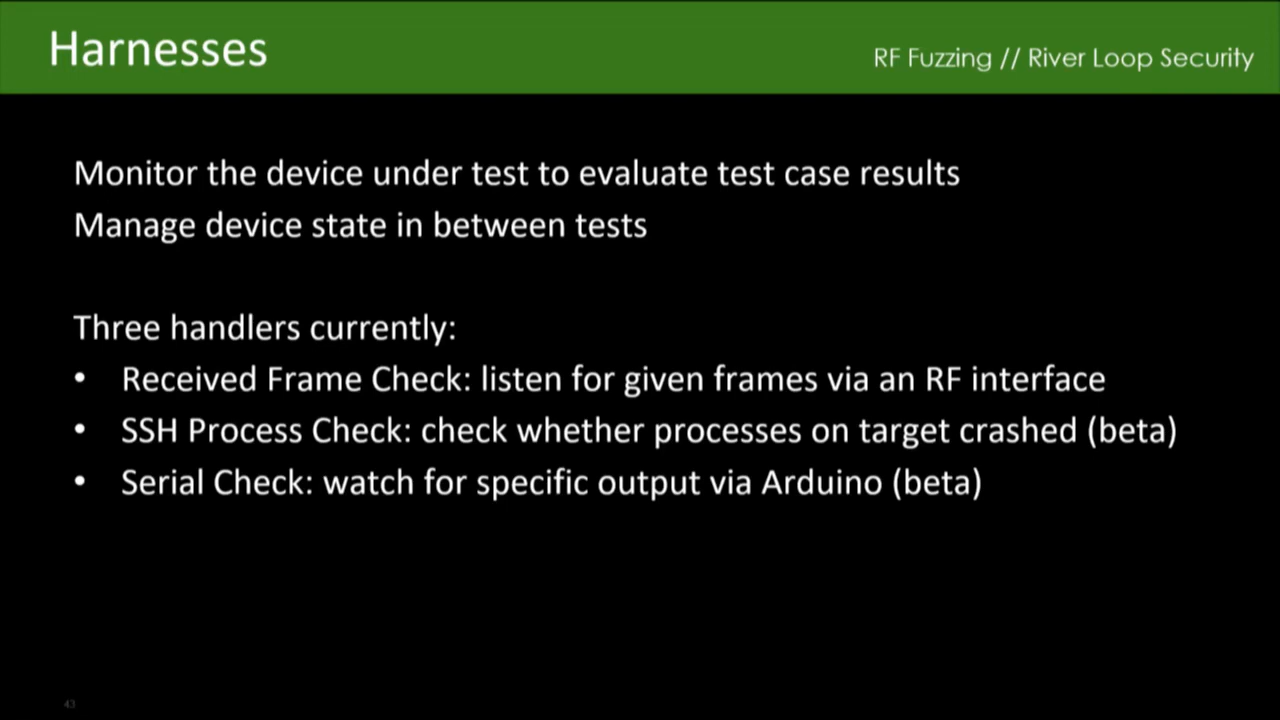 Harnesses
RF Fuzzing // River Loop Security
Monitor the device under test to evaluate test case results
Manage device state in between tests
Three handlers currently:
• Received Frame Check: listen for given frames via an RF interface
• SSH Process Check: check whether processes on target crashed (beta)
• Serial Check: watch for specific output via Arduino (beta)
43